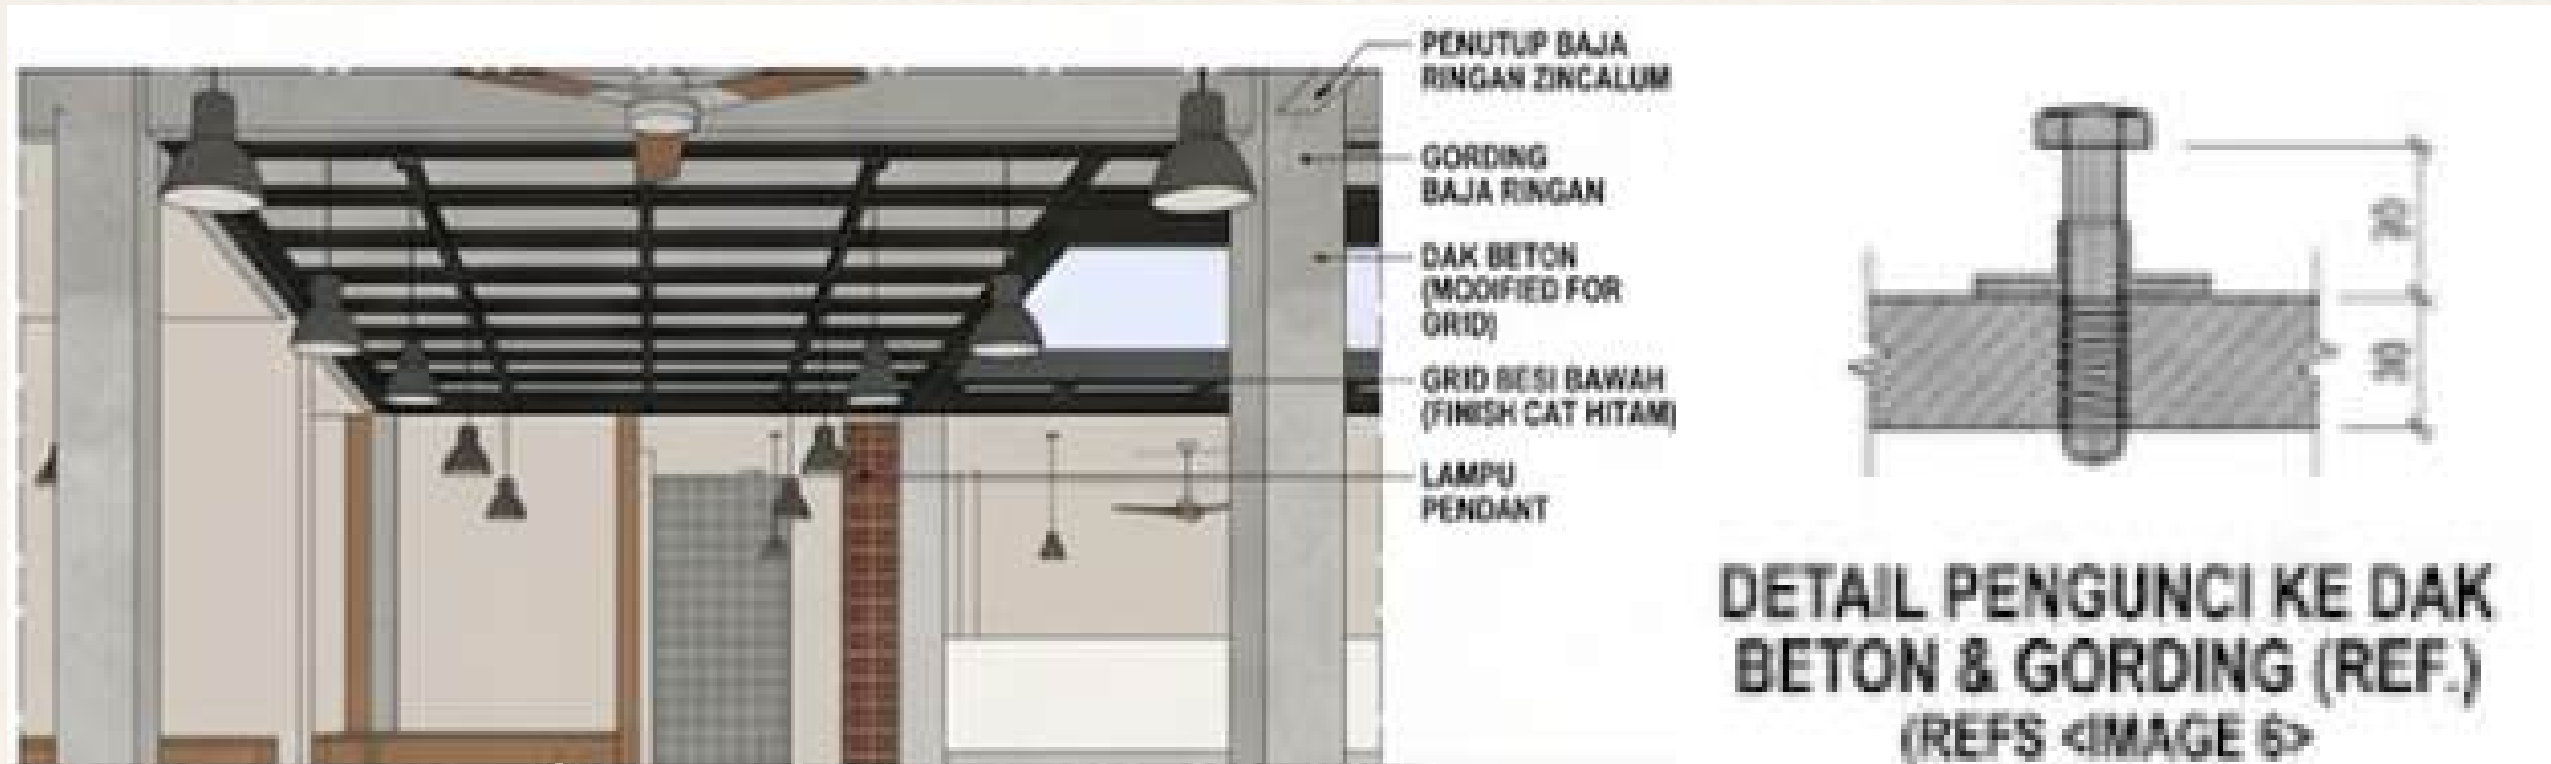 PENUTUP BAJA
RINGAN ZINCALUM
GORDING
BAJA RINGAN
DAK BETON
(MODIFIED FOR
GRID)
GRID BESI BAWAH
(FINISH CAT HITAM)
LAMPU
PENDANT
30
DETAIL PENGUNCI KE DAK
BETON & GORDING (REF.)
(REFS <IMAGE 6>